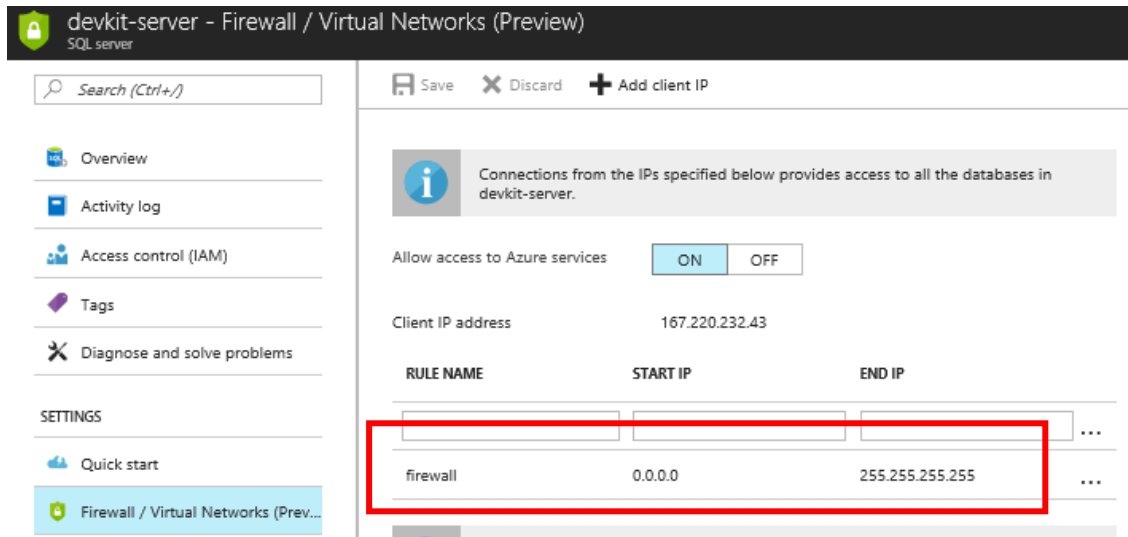 devkit-server - Firewall / Virtual Networks (Preview)
SQL server
Search (Ctrl+/)
Overview
Activity log
Access control (IAM)
Tags
Diagnose and solve problems
SETTINGS
Quick start
Firewall / Virtual Networks (Prev...
Save Discard Add client IP
Connections from the IPs specified below provides access to all the databases in
devkit-server.
Allow access to Azure services ON OFF
Client IP address 167.220.232.43
RULE NAME START IP END IP
...
firewall 0.0.0.0 255.255.255.255 ...